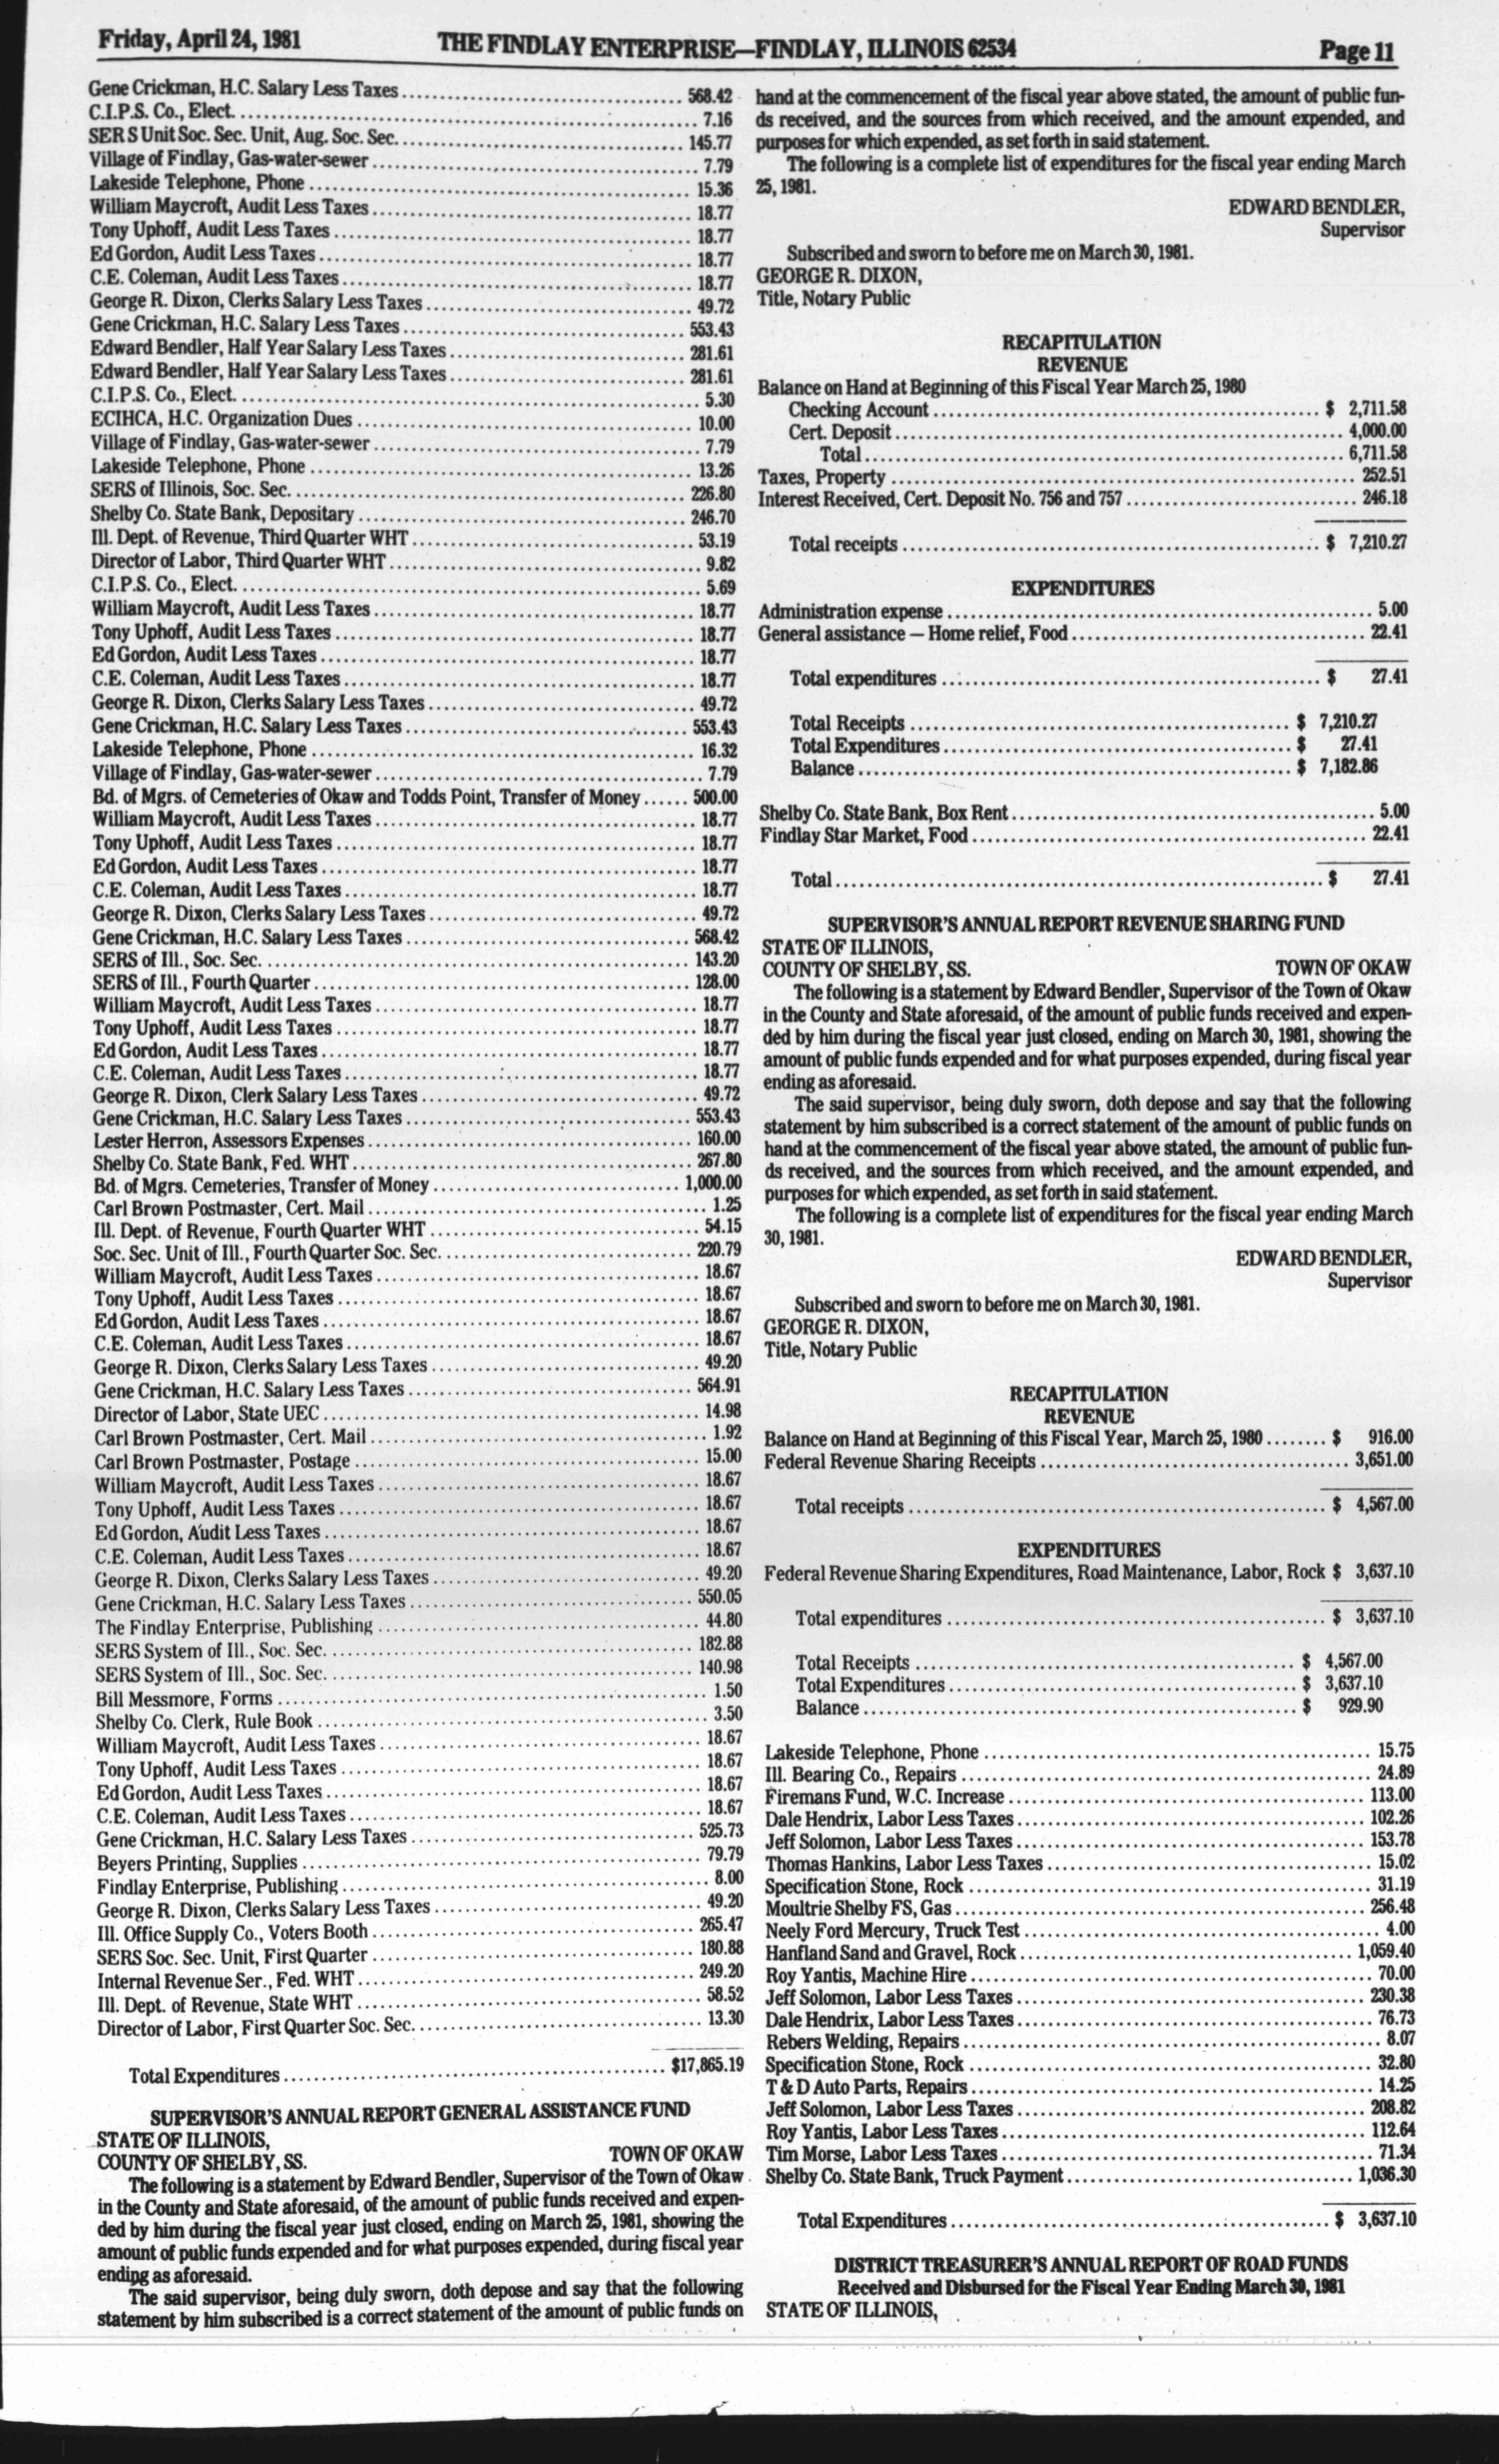 Friday, April 24, 1981 THE FINDLAY ENTERPRISE—FINDLAY, ILLINOIS 62534 Page 11
Gene Crickman, H.C. Salary Less Taxes 568.42
C.I.P.S. Co., Elect. 7.16
SER S Unit Soc. Sec. Unit, Aug. Soc. Sec. 145.77
Village of Findlay, Gas-water-sewer 7.79
Lakeside Telephone, Phone 15.36
William Maycroft, Audit Less Taxes 18.77
Tony Uphoff, Audit Less Taxes 18.77
Ed Gordon, Audit Less Taxes 18.77
C.E. Coleman, Audit Less Taxes 18.77
George R. Dixon, Clerks Salary Less Taxes 49.72
Gene Crickman, H.C. Salary Less Taxes 553.43
Edward Bendler, Half Year Salary Less Taxes 281.61
Edward Bendler, Half Year Salary Less Taxes 281.61
C.I.P.S. Co., Elect. 5.30
ECIHCA, H.C. Organization Dues 10.00
Village of Findlay, Gas-water-sewer 7.79
Lakeside Telephone, Phone 13.26
SERS of Illinois, Soc. Sec. 226.80
Shelby Co. State Bank, Depositary 246.70
Ill. Dept. of Revenue, Third Quarter WHT 53.19
Director of Labor, Third Quarter WHT 9.82
C.I.P.S. Co., Elect. 5.69
William Maycroft, Audit Less Taxes 18.77
Tony Uphoff, Audit Less Taxes 18.77
Ed Gordon, Audit Less Taxes 18.77
C.E. Coleman, Audit Less Taxes 18.77
George R. Dixon, Clerks Salary Less Taxes 49.72
Gene Crickman, H.C. Salary Less Taxes 553.43
Lakeside Telephone, Phone 16.32
Village of Findlay, Gas-water-sewer 7.79
Bd. of Mgrs. of Cemeteries of Okaw and Todds Point, Transfer of Money 500.00
William Maycroft, Audit Less Taxes 18.77
Tony Uphoff, Audit Less Taxes 18.77
Ed Gordon, Audit Less Taxes 18.77
C.E. Coleman, Audit Less Taxes 18.77
George R. Dixon, Clerks Salary Less Taxes 49.72
Gene Crickman, H.C. Salary Less Taxes 568.42
SERS of Ill., Soc. Sec. 143.20
SERS of Ill., Fourth Quarter 128.00
William Maycroft, Audit Less Taxes 18.77
Tony Uphoff, Audit Less Taxes 18.77
Ed Gordon, Audit Less Taxes 18.77
C.E. Coleman, Audit Less Taxes 18.77
George R. Dixon, Clerk Salary Less Taxes 49.72
Gene Crickman, H.C. Salary Less Taxes 553.43
Lester Herron, Assessors Expenses 160.00
Shelby Co. State Bank, Fed. WHT 267.80
Bd. of Mgrs. Cemeteries, Transfer of Money 1,000.00
Carl Brown Postmaster, Cert. Mail 1.25
Ill. Dept. of Revenue, Fourth Quarter WHT 54.15
Soc. Sec. Unit of Ill., Fourth Quarter Soc. Sec. 220.79
William Maycroft, Audit Less Taxes 18.67
Tony Uphoff, Audit Less Taxes 18.67
Ed Gordon, Audit Less Taxes 18.67
C.E. Coleman, Audit Less Taxes 18.67
George R. Dixon, Clerks Salary Less Taxes 49.20
Gene Crickman, H.C. Salary Less Taxes 564.91
Director of Labor, State UEC 14.98
Carl Brown Postmaster, Cert. Mail 1.92
Carl Brown Postmaster, Postage 15.00
William Maycroft, Audit Less Taxes 18.67
Tony Uphoff, Audit Less Taxes 18.67
Ed Gordon, Audit Less Taxes 18.67
C.E. Coleman, Audit Less Taxes 18.67
George R. Dixon, Clerks Salary Less Taxes 49.20
Gene Crickman, H.C. Salary Less Taxes 550.05
The Findlay Enterprise, Publishing 44.80
SERS System of Ill., Soc. Sec. 182.88
SERS System of Ill., Soc. Sec. 140.98
Bill Messmore, Forms 1.50
Shelby Co. Clerk, Rule Book 3.50
William Maycroft, Audit Less Taxes 18.67
Tony Uphoff, Audit Less Taxes 18.67
Ed Gordon, Audit Less Taxes 18.67
C.E. Coleman, Audit Less Taxes 18.67
Gene Crickman, H.C. Salary Less Taxes 525.73
Beyers Printing, Supplies 79.79
Findlay Enterprise, Publishing 8.00
George R. Dixon, Clerks Salary Less Taxes 49.20
Ill. Office Supply Co., Voters Booth 265.47
SERS Soc. Sec. Unit, First Quarter 180.88
Internal Revenue Ser., Fed. WHT 249.20
Ill. Dept. of Revenue, State WHT 58.52
Director of Labor, First Quarter Soc. Sec. 13.30
Total Expenditures $17,865.19
SUPERVISOR'S ANNUAL REPORT GENERAL ASSISTANCE FUND
STATE OF ILLINOIS,
COUNTY OF SHELBY, SS. TOWN OF OKAW
The following is a statement by Edward Bendler, Supervisor of the Town of Okaw
in the County and State aforesaid, of the amount of public funds received and expen-
ded by him during the fiscal year just closed, ending on March 25, 1981, showing the
amount of public funds expended and for what purposes expended, during fiscal year
ending as aforesaid.
The said supervisor, being duly sworn, doth depose and say that the following
statement by him subscribed is a correct statement of the amount of public funds on
hand at the commencement of the fiscal year above stated, the amount of public fun-
ds received, and the sources from which received, and the amount expended, and
purposes for which expended, as set forth in said statement.
The following is a complete list of expenditures for the fiscal year ending March
25, 1981.
EDWARD BENDLER,
Supervisor
Subscribed and sworn to before me on March 30, 1981.
GEORGE R. DIXON,
Title, Notary Public
RECAPITULATION
REVENUE
Balance on Hand at Beginning of this Fiscal Year March 25, 1980
Checking Account $ 2,711.58
Cert. Deposit 4,000.00
Total 6,711.58
Taxes, Property 252.51
Interest Received, Cert. Deposit No. 756 and 757 246.18
Total receipts $ 7,210.27
EXPENDITURES
Administration expense 5.00
General assistance — Home relief, Food 22.41
Total expenditures $ 27.41
Total Receipts $ 7,210.27
Total Expenditures $ 27.41
Balance $ 7,182.86
Shelby Co. State Bank, Box Rent 5.00
Findlay Star Market, Food 22.41
Total $ 27.41
SUPERVISOR'S ANNUAL REPORT REVENUE SHARING FUND
STATE OF ILLINOIS,
COUNTY OF SHELBY, SS. TOWN OF OKAW
The following is a statement by Edward Bendler, Supervisor of the Town of Okaw
in the County and State aforesaid, of the amount of public funds received and expen-
ded by him during the fiscal year just closed, ending on March 30, 1981, showing the
amount of public funds expended and for what purposes expended, during fiscal year
ending as aforesaid.
The said supervisor, being duly sworn, doth depose and say that the following
statement by him subscribed is a correct statement of the amount of public funds on
hand at the commencement of the fiscal year above stated, the amount of public fun-
ds received, and the sources from which received, and the amount expended, and
purposes for which expended, as set forth in said statement.
The following is a complete list of expenditures for the fiscal year ending March
30, 1981.
EDWARD BENDLER,
Supervisor
Subscribed and sworn to before me on March 30, 1981.
GEORGE R. DIXON,
Title, Notary Public
RECAPITULATION
REVENUE
Balance on Hand at Beginning of this Fiscal Year, March 25, 1980 $ 916.00
Federal Revenue Sharing Receipts 3,651.00
Total receipts $ 4,567.00
EXPENDITURES
Federal Revenue Sharing Expenditures, Road Maintenance, Labor, Rock $ 3,637.10
Total expenditures $ 3,637.10
Total Receipts $ 4,567.00
Total Expenditures $ 3,637.10
Balance $ 929.90
Lakeside Telephone, Phone 15.75
Ill. Bearing Co., Repairs 24.89
Firemans Fund, W.C. Increase 113.00
Dale Hendrix, Labor Less Taxes 102.26
Jeff Solomon, Labor Less Taxes 153.78
Thomas Hankins, Labor Less Taxes 15.02
Specification Stone, Rock 31.19
Moultrie Shelby FS, Gas 256.48
Neely Ford Mercury, Truck Test 4.00
Hanfland Sand and Gravel, Rock 1,059.40
Roy Yantis, Machine Hire 70.00
Jeff Solomon, Labor Less Taxes 230.38
Dale Hendrix, Labor Less Taxes 76.73
Rebers Welding, Repairs 8.07
Specification Stone, Rock 32.80
T & D Auto Parts, Repairs 14.25
Jeff Solomon, Labor Less Taxes 208.82
Roy Yantis, Labor Less Taxes 112.64
Tim Morse, Labor Less Taxes 71.34
Shelby Co. State Bank, Truck Payment 1,036.30
Total Expenditures $ 3,637.10
DISTRICT TREASURER'S ANNUAL REPORT OF ROAD FUNDS
Received and Disbursed for the Fiscal Year Ending March 30, 1981
STATE OF ILLINOIS,